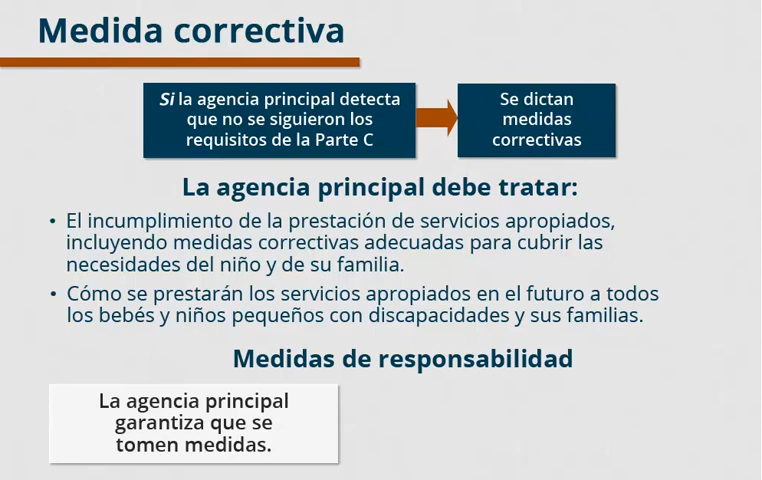 Medida correctiva
Si la agencia principal detecta
que no se siguieron los
requisitos de la Parte C
Se dictan
medidas
correctivas
La agencia principal debe tratar:
• El incumplimiento de la prestación de servicios apropiados,
incluyendo medidas correctivas adecuadas para cubrir las
necesidades del niño y de su familia.
• Cómo se prestarán los servicios apropiados en el futuro a todos
los bebés y niños pequeños con discapacidades y sus familias.
Medidas de responsabilidad
La agencia principal
garantiza que se
tomen medidas.